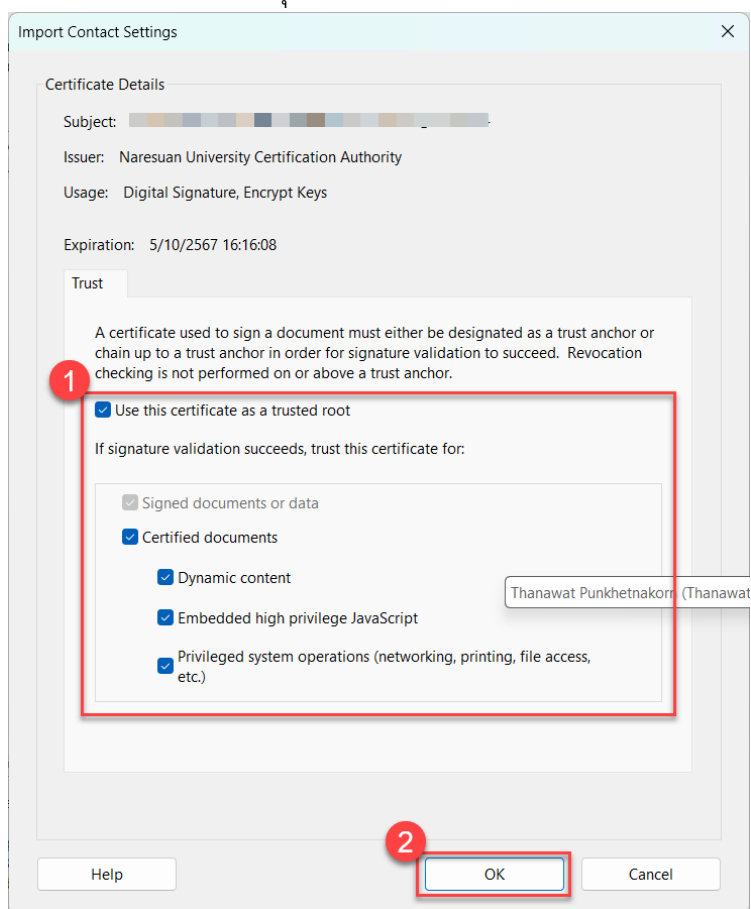 Import Contact Settings
Certificate Details
Subject:
Issuer: Naresuan University Certification Authority
Usage: Digital Signature, Encrypt Keys
Expiration: 5/10/2567 16:16:08
Trust
A certificate used to sign a document must either be designated as a trust anchor or
chain up to a trust anchor in order for signature validation to succeed. Revocation
checking is not performed on or above a trust anchor.
1
Use this certificate as a trusted root
If signature validation succeeds, trust this certificate for:
Signed documents or data
Certified documents
Dynamic content
Thanawat Punkhetnakorn (Thanawat
Embedded high privilege JavaScript
Privileged system operations (networking, printing, file access,
etc.)
2
Help
OK
Cancel